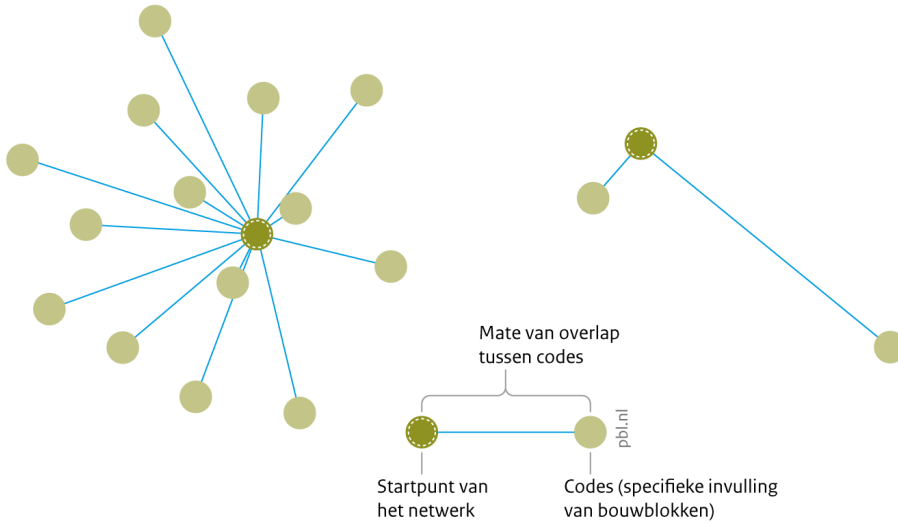 Mate van overlap
tussen codes
pbl.nl
Startpunt van
het netwerk
Codes (specifieke invulling
van bouwblokken)